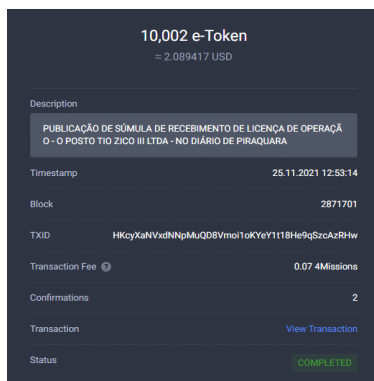 10,002 e-Token
≈ 2.089417 USD
Description
PUBLICAÇÃO DE SÚMULA DE RECEBIMENTO DE LICENÇA DE OPERAÇÃ
O - O POSTO TIO ZICO III LTDA - NO DIÁRIO DE PIRAQUARA
Timestamp 25.11.2021 12:53:14
Block 2871701
TXID HKcyXaNVxdNNpMuQD8Vmoi1oKYeY1t18He9qSzcAzRHw
Transaction Fee ? 0.07 4Missions
Confirmations 2
Transaction View Transaction
Status COMPLETED